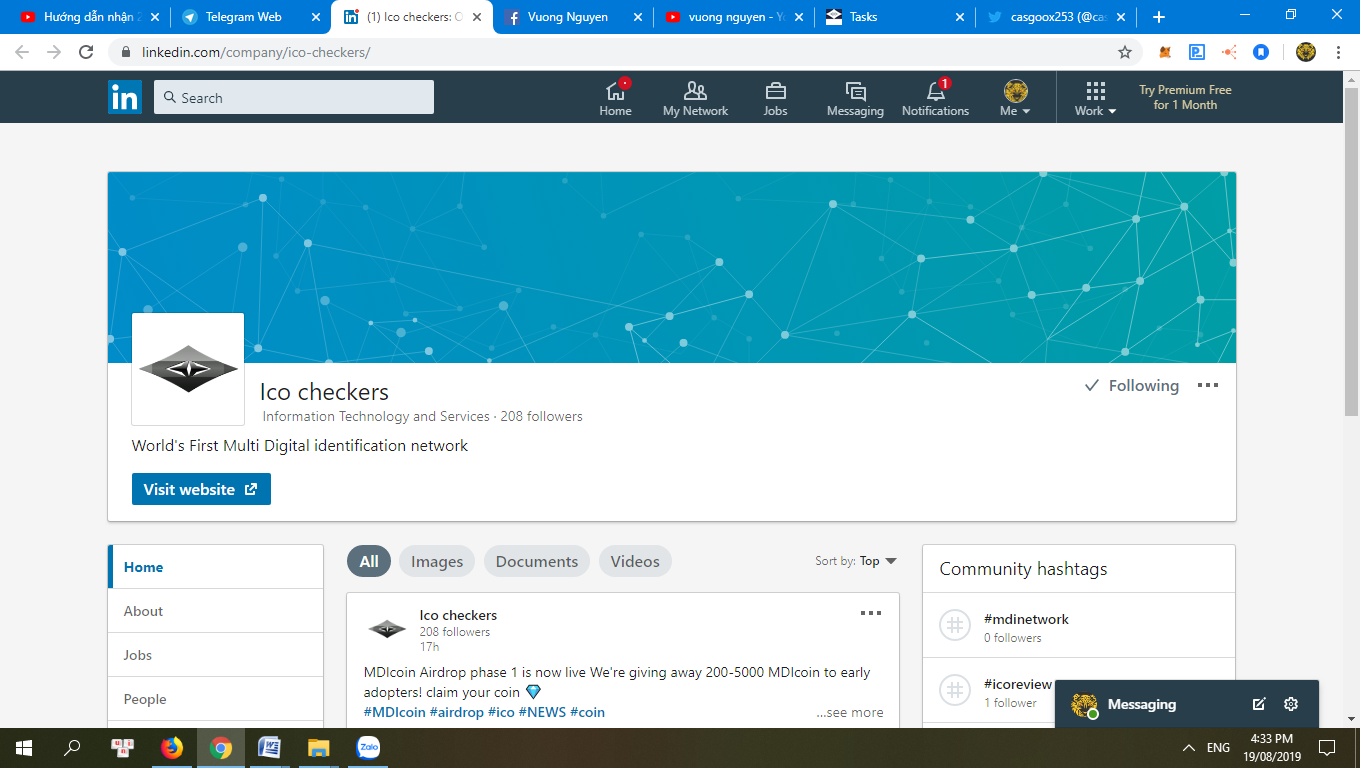 Hướng dẫn nhận 2
Telegram Web
(1) Ico checkers: O
Vuong Nguyen
vuong nguyen - Yo
Tasks
casgoox253 (@cas
linkedin.com/company/ico-checkers/
in
Search
Home
My Network
Jobs
Messaging
1
Notifications
Me
Work
Try Premium Free
for 1 Month
Ico checkers
Following
Information Technology and Services · 208 followers
World's First Multi Digital identification network
Visit website
Home
About
Jobs
People
All
Images
Documents
Videos
Sort by: Top
Ico checkers
208 followers
17h
MDIcoin Airdrop phase 1 is now live We're giving away 200-5000 MDIcoin to early
adopters! claim your coin 💎
#MDIcoin #airdrop #ico #NEWS #coin
...see more
Community hashtags
#mdinetwork
0 followers
#icoreview
1 follower
Messaging
Zalo
ENG
4:33 PM
19/08/2019